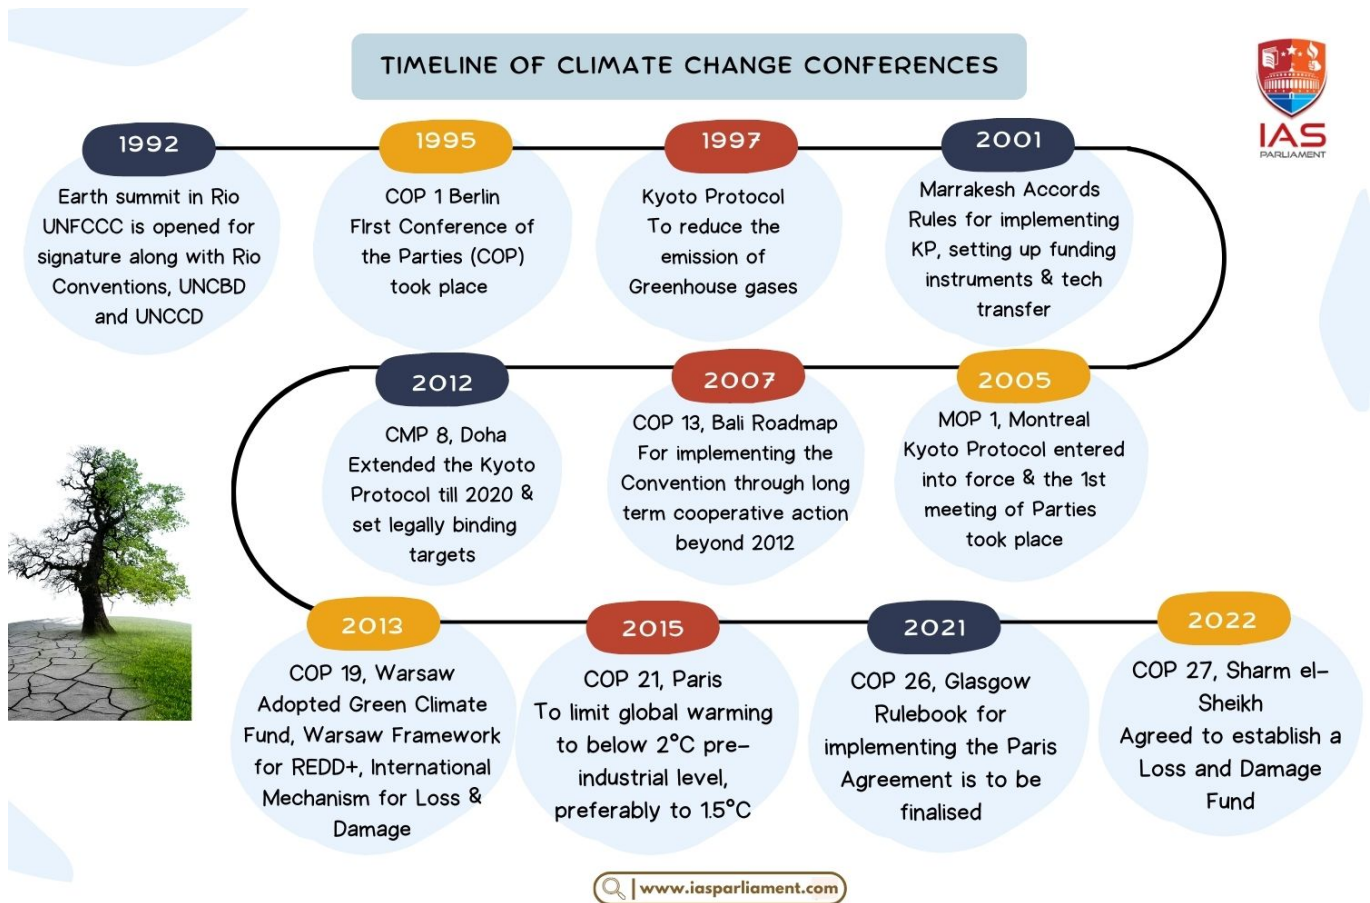 TIMELINE OF CLIMATE CHANGE CONFERENCES
IAS
PARLIAMENT
1992
Earth summit in Rio
UNFCCC is opened for
signature along with Rio
Conventions, UNCBD
and UNCCD
1995
COP 1 Berlin
FIrst Conference of
the Parties (COP)
took place
1997
Kyoto Protocol
To reduce the
emission of
Greenhouse gases
2001
Marrakesh Accords
Rules for implementing
KP, setting up funding
instruments & tech
transfer
2005
MOP 1, Montreal
Kyoto Protocol entered
into force & the 1st
meeting of Parties
took place
2007
COP 13, Bali Roadmap
For implementing the
Convention through long
term cooperative action
beyond 2012
2012
CMP 8, Doha
Extended the Kyoto
Protocol till 2020 &
set legally binding
targets
2013
COP 19, Warsaw
Adopted Green Climate
Fund, Warsaw Framework
for REDD+, International
Mechanism for Loss &
Damage
2015
COP 21, Paris
To limit global warming
to below 2°C pre-
industrial level,
preferably to 1.5°C
2021
COP 26, Glasgow
Rulebook for
implementing the Paris
Agreement is to be
finalised
2022
COP 27, Sharm el-
Sheikh
Agreed to establish a
Loss and Damage
Fund
www.iasparliament.com